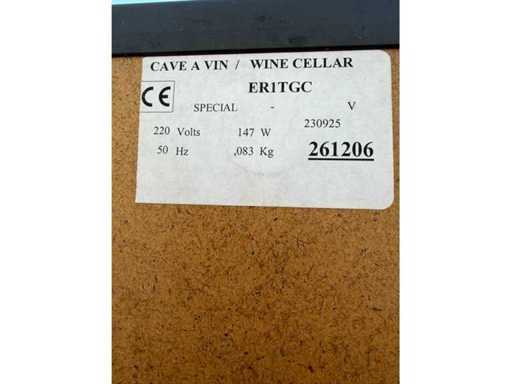 CAVE A VIN / WINE CELLAR
CE
ER1TGC
SPECIAL - V
220 Volts 147 W 230925
50 Hz ,083 Kg 261206